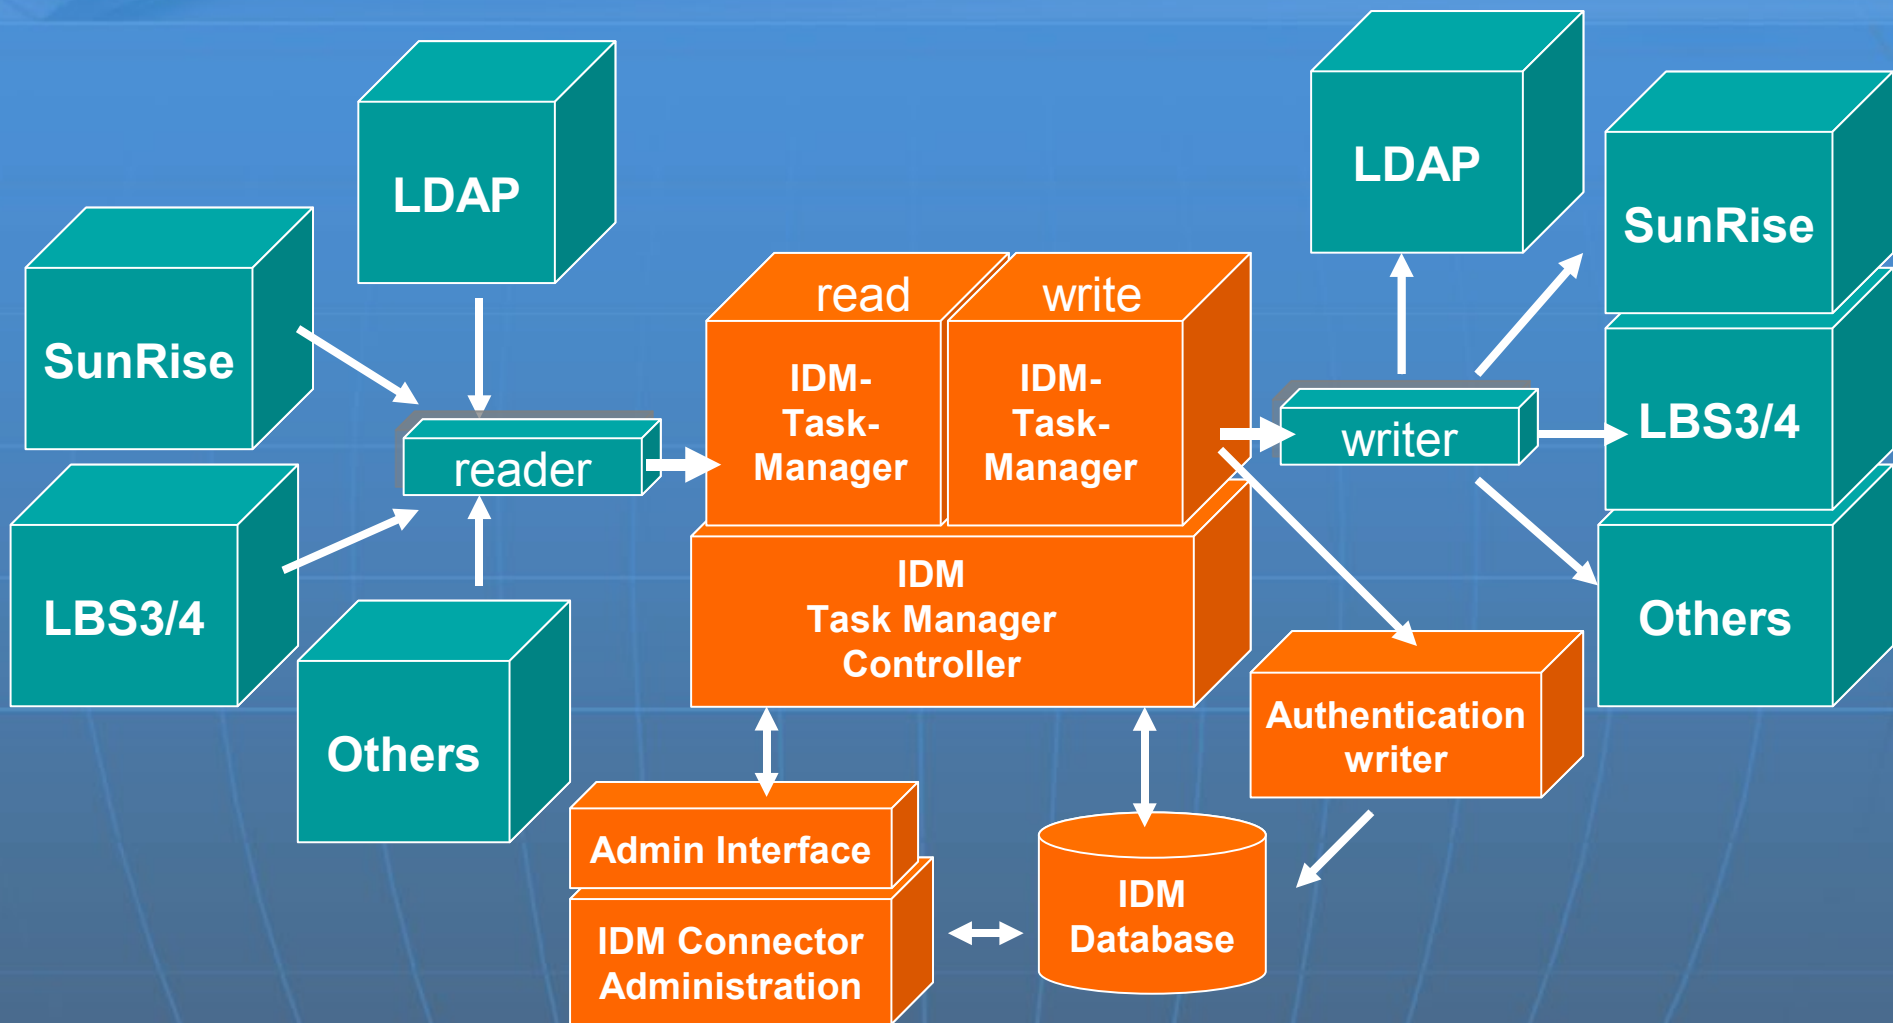 LDAP
SunRise
LBS3/4
Others
reader
read
IDM-
Task-
Manager
write
IDM-
Task-
Manager
IDM
Task Manager
Controller
writer
LDAP
SunRise
LBS3/4
Others
Authentication
writer
Admin Interface
IDM Connector
Administration
IDM
Database